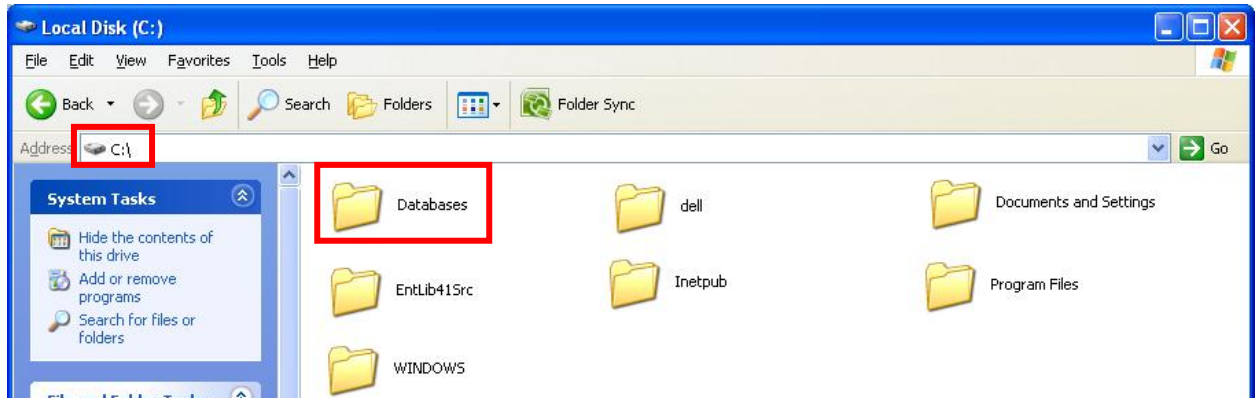 Local Disk (C:)
File Edit View Favorites Tools Help
Back Search Folders Folder Sync
Address C:\ Go
System Tasks
Hide the contents of
this drive
Add or remove
programs
Search for files or
folders
Databases dell Documents and Settings
EntLib41Src Inetpub Program Files
WINDOWS